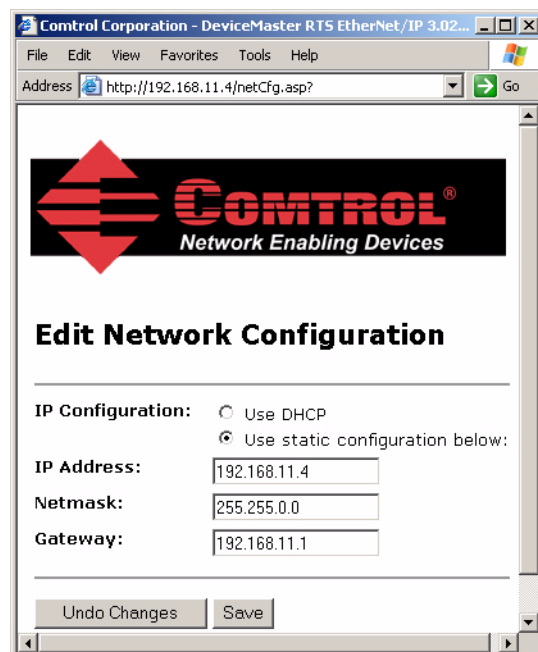 Comtrol Corporation - DeviceMaster RTS EtherNet/IP 3.02...
File Edit View Favorites Tools Help
Address http://192.168.11.4/netCfg.asp? Go
COMTROL®
Network Enabling Devices
Edit Network Configuration
IP Configuration: Use DHCP
Use static configuration below:
IP Address: 192.168.11.4
Netmask: 255.255.0.0
Gateway: 192.168.11.1
Undo Changes Save